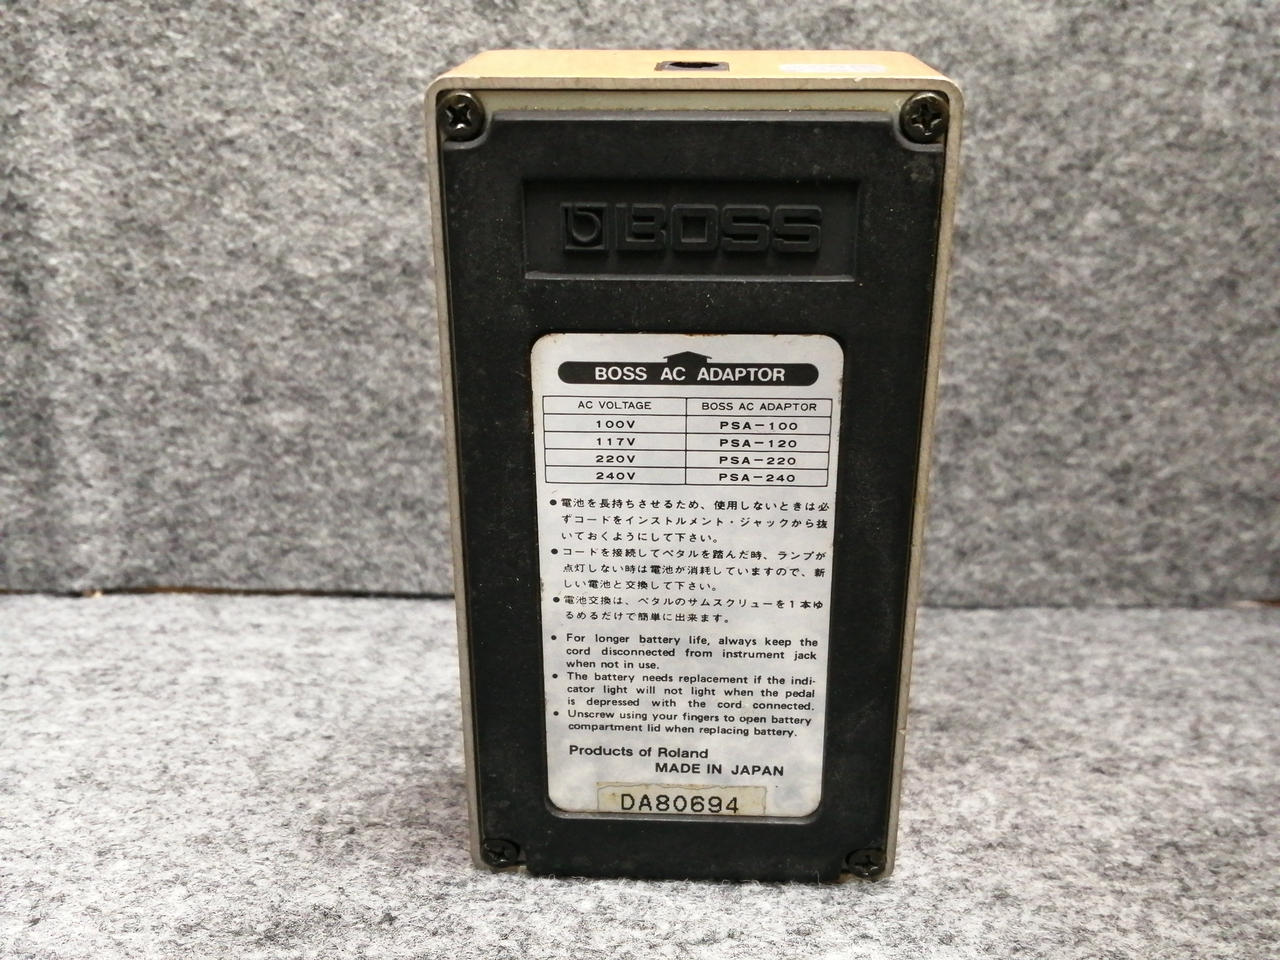 BOSS
BOSS AC ADAPTOR
AC VOLTAGE BOSS AC ADAPTOR
100V PSA-100
117V PSA-120
220V PSA-220
240V PSA-240
●電池を長持ちさせるため、使用しないときは必
ずコードをインストルメント・ジャックから抜
いておくようにして下さい。
●コードを接続してペタルを踏んだ時、ランプが
点灯しない時は電池が消耗していますので、新
しい電池と交換して下さい。
●電池交換は、ペタルのサムスクリューを1本ゆ
るめるだけで簡単に出来ます。
● For longer battery life, always keep the
cord disconnected from instrument jack
when not in use.
● The battery needs replacement if the indi-
cator light will not light when the pedal
is depressed with the cord connected.
● Unscrew using your fingers to open battery
compartment lid when replacing battery.
Products of Roland
MADE IN JAPAN
DA80694